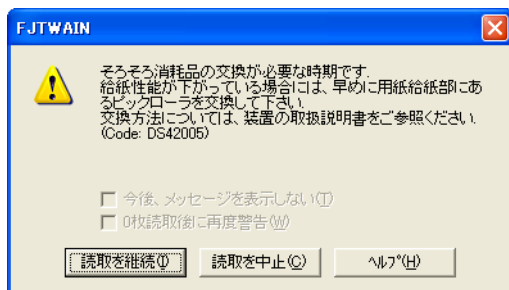 FJTWAIN
そろそろ消耗品の交換が必要な時期です.
給紙性能が下がっている場合には、早めに用紙給紙部にあ
るピックローラを交換して下さい.
交換方法については、装置の取扱説明書をご参照ください.
(Code: DS42005)
今後、メッセージを表示しない(T)
0枚読取後に再度警告(W)
読取を継続(I) 読取を中止(C) ヘルプ(H)